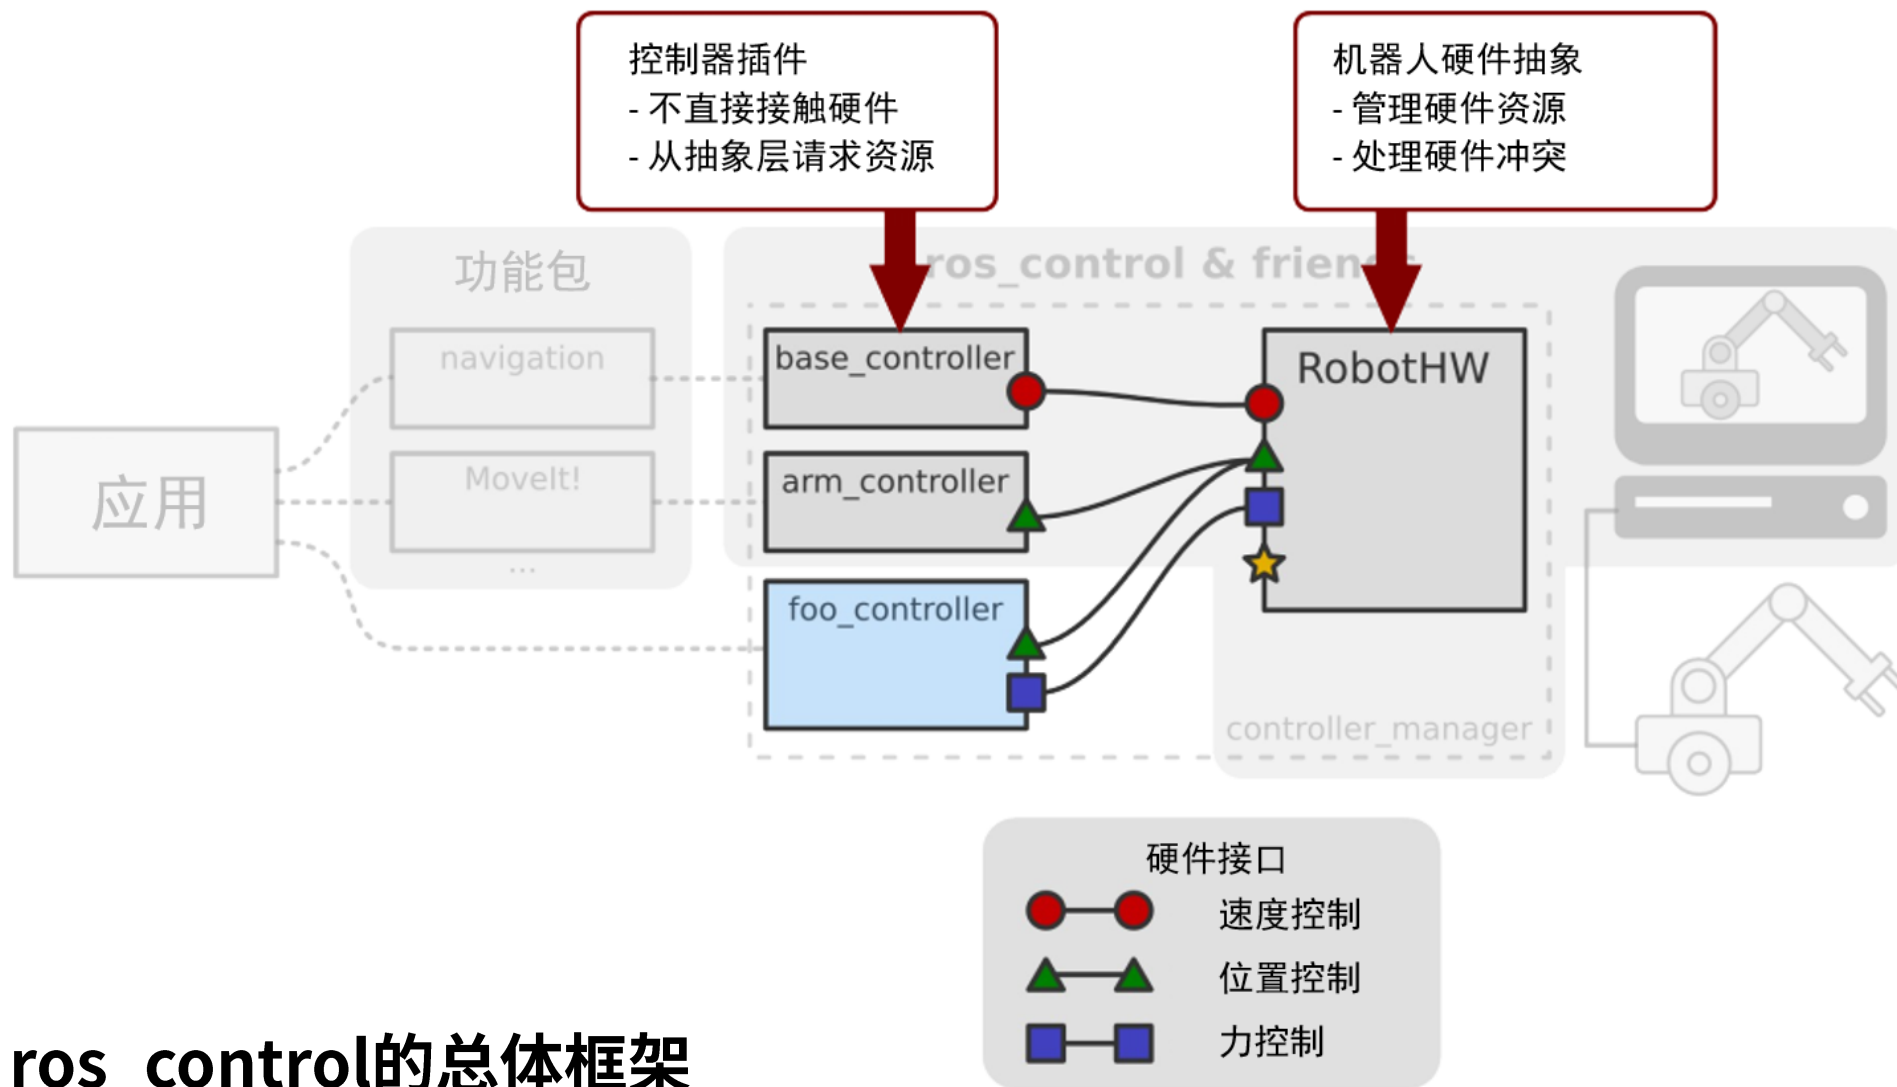 控制器插件
- 不直接接触硬件
- 从抽象层请求资源
机器人硬件抽象
- 管理硬件资源
- 处理硬件冲突
功能包
ros_control & friends
navigation
base_controller
RobotHW
MoveIt!
arm_controller
应用
...
foo_controller
controller_manager
硬件接口
速度控制
位置控制
力控制
ros_control的总体框架